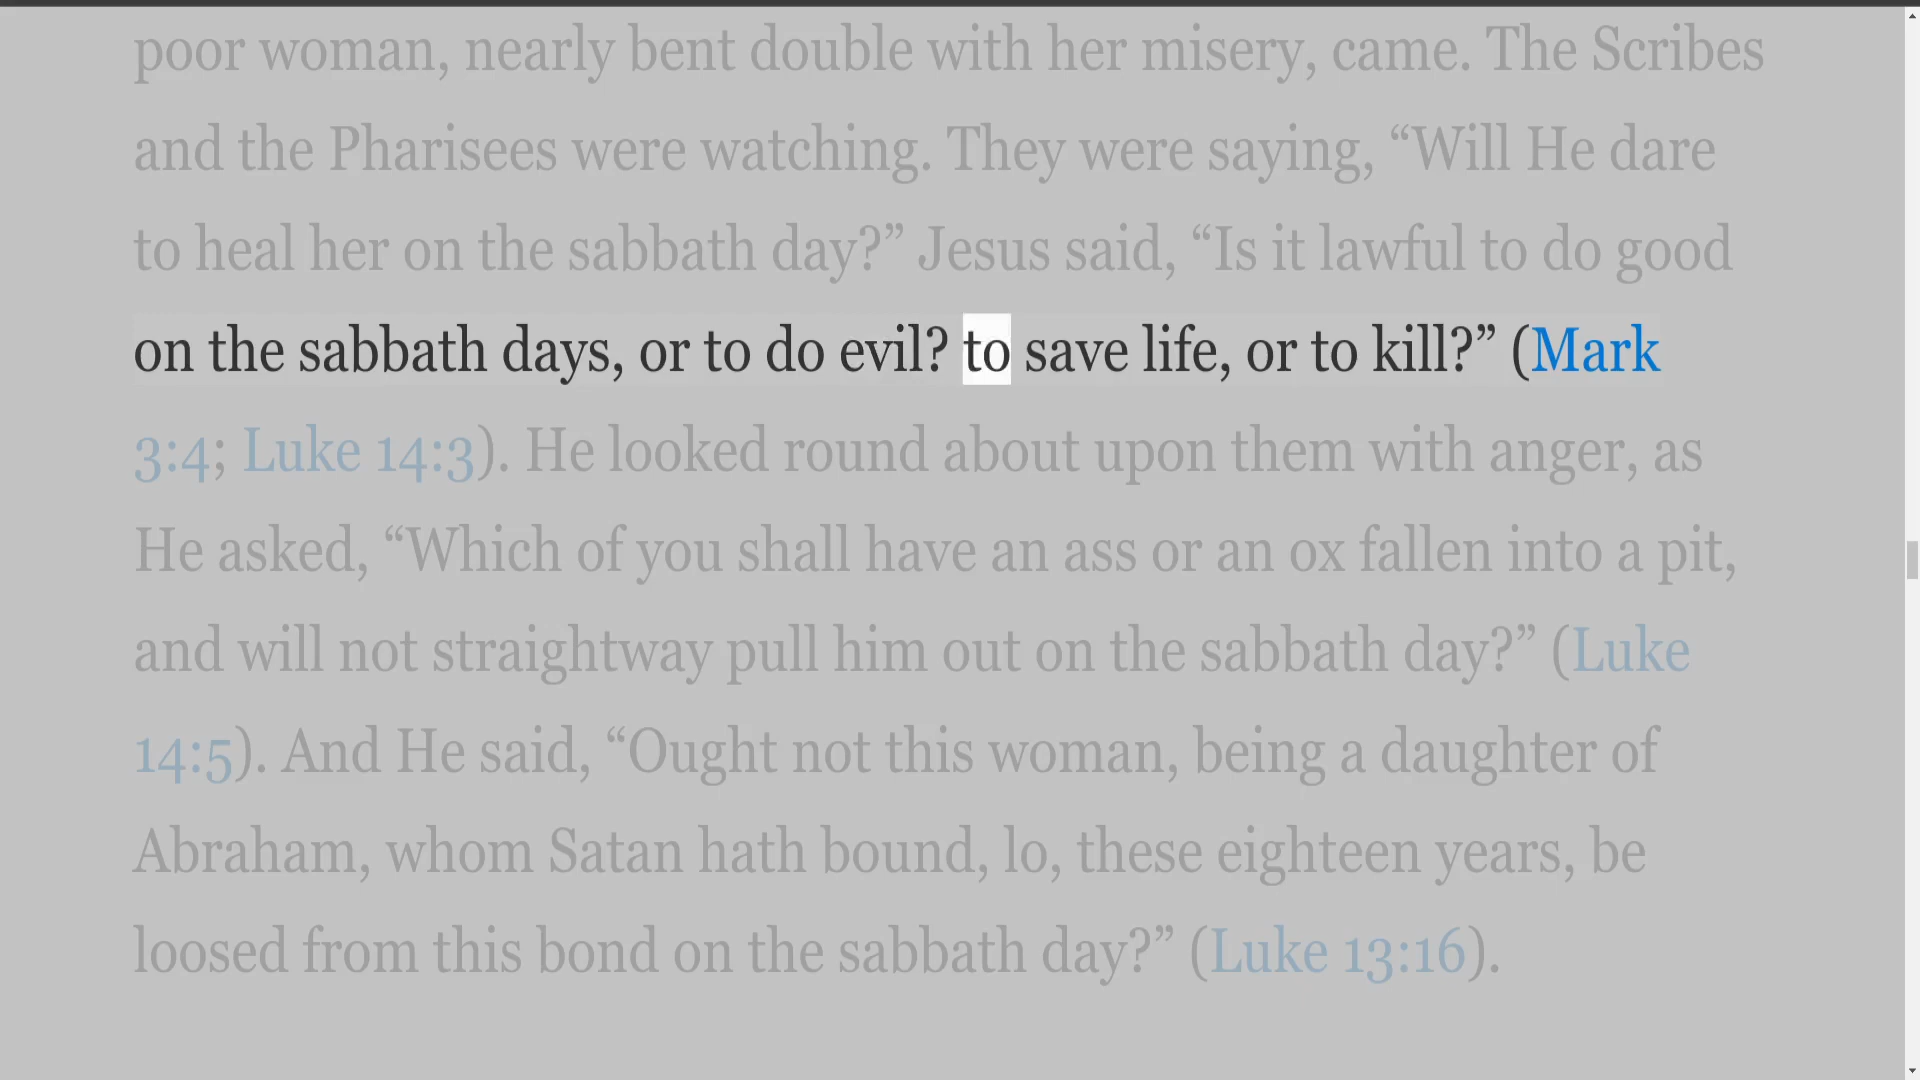 poor woman, nearly bent double with her misery, came. The Scribes
and the Pharisees were watching. They were saying, “Will He dare
to heal her on the sabbath day?” Jesus said, “Is it lawful to do good
on the sabbath days, or to do evil? to save life, or to kill?” (Mark
3:4; Luke 14:3). He looked round about upon them with anger, as
He asked, “Which of you shall have an ass or an ox fallen into a pit,
and will not straightway pull him out on the sabbath day?” (Luke
14:5). And He said, “Ought not this woman, being a daughter of
Abraham, whom Satan hath bound, lo, these eighteen years, be
loosed from this bond on the sabbath day?” (Luke 13:16).